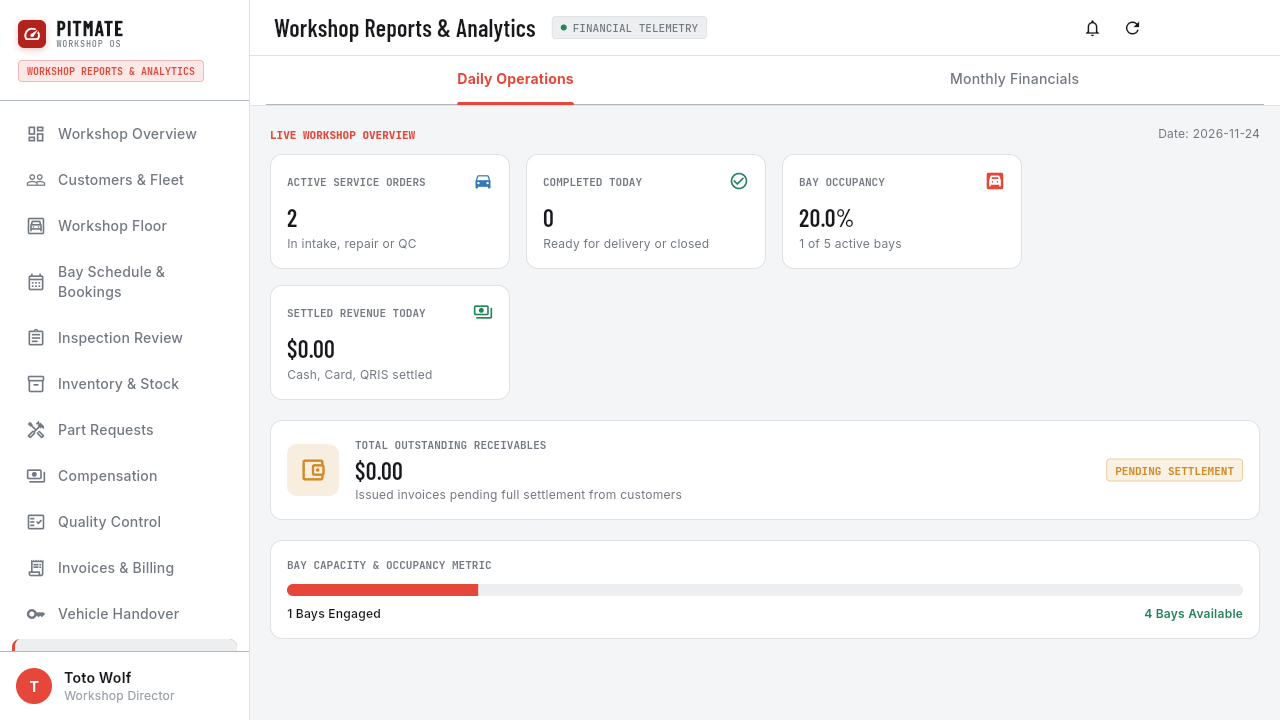 PITMATE
WORKSHOP OS
WORKSHOP REPORTS & ANALYTICS
Workshop Overview
Customers & Fleet
Workshop Floor
Bay Schedule &
Bookings
Inspection Review
Inventory & Stock
Part Requests
Compensation
Quality Control
Invoices & Billing
Vehicle Handover
T
Toto Wolf
Workshop Director
Workshop Reports & Analytics
FINANCIAL TELEMETRY
Daily Operations
Monthly Financials
LIVE WORKSHOP OVERVIEW
Date: 2026-11-24
ACTIVE SERVICE ORDERS
2
In intake, repair or QC
COMPLETED TODAY
0
Ready for delivery or closed
BAY OCCUPANCY
20.0%
1 of 5 active bays
SETTLED REVENUE TODAY
$0.00
Cash, Card, QRIS settled
TOTAL OUTSTANDING RECEIVABLES
$0.00
Issued invoices pending full settlement from customers
PENDING SETTLEMENT
BAY CAPACITY & OCCUPANCY METRIC
1 Bays Engaged
4 Bays Available